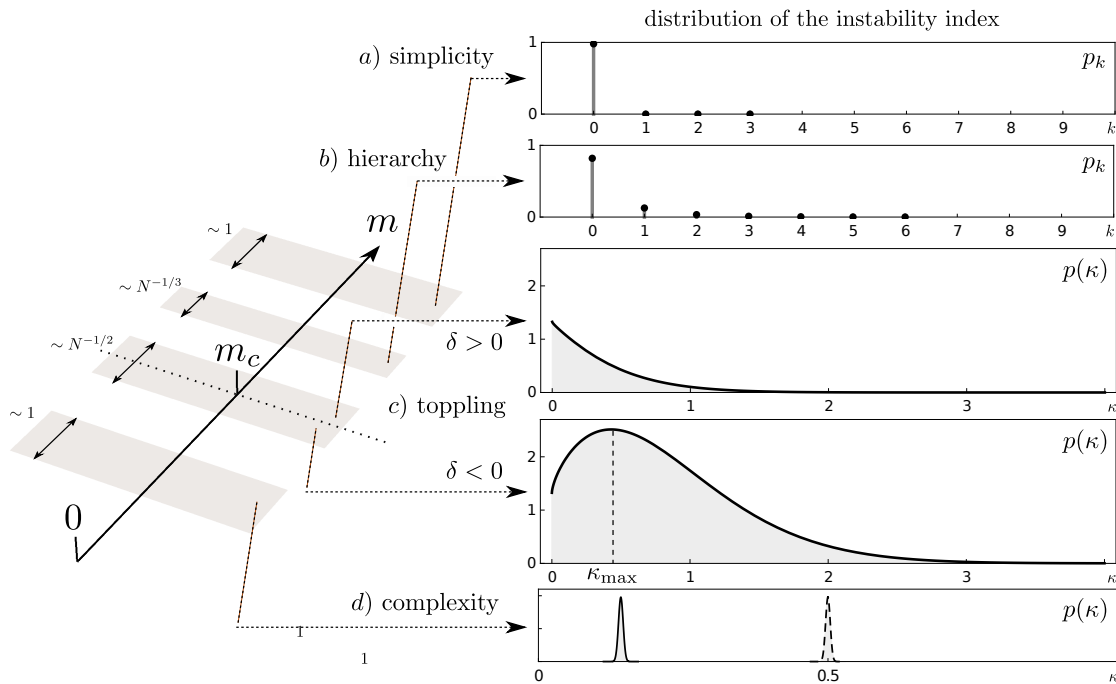 distribution of the instability index
a) simplicity
1
0
p_k
0 1 2 3 4 5 6 7 8 9 k
b) hierarchy
1
0
p_k
0 1 2 3 4 5 6 7 8 9 k
m
∼ 1
∼ N^{-1/3}
∼ N^{-1/2}
m_c
∼ 1
0
δ > 0
p(κ)
2
1
0
0 1 2 3 κ
c) toppling
δ < 0
p(κ)
2
1
0
0 κ_max 1 2 3 κ
d) complexity
p(κ)
0 0.5 κ
1
1